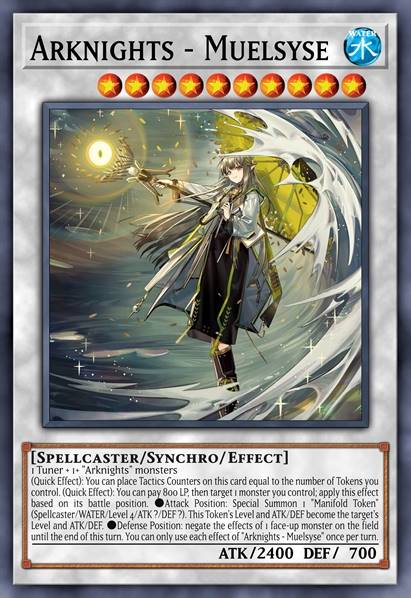 ARKNIGHTS - MUELSYSE
WATER
水
[SPELLCASTER/SYNCHRO/EFFECT]
1 Tuner + 1+ "Arknights" monsters
(Quick Effect): You can place Tactics Counters on this card equal to the number of Tokens you
control. (Quick Effect): You can pay 800 LP, then target 1 monster you control; apply this effect
based on its battle position. ●Attack Position: Special Summon 1 "Manifold Token"
(Spellcaster/WATER/Level 4/ATK ?/DEF ?). This Token's Level and ATK/DEF become the target's
Level and ATK/DEF. ●Defense Position: negate the effects of 1 face-up monster on the field
until the end of this turn. You can only use each effect of "Arknights - Muelsyse" once per turn.
ATK/2400 DEF/ 700